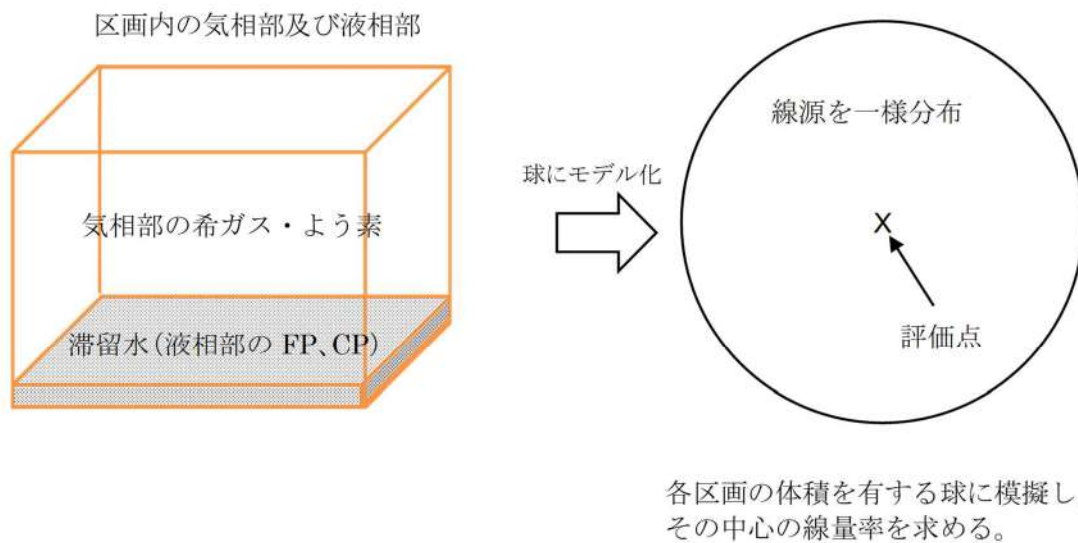 区画内の気相部及び液相部
気相部の希ガス・よう素
滞留水(液相部の FP、CP)
球にモデル化
線源を一様分布
X
評価点
各区画の体積を有する球に模擬し
その中心の線量率を求める。